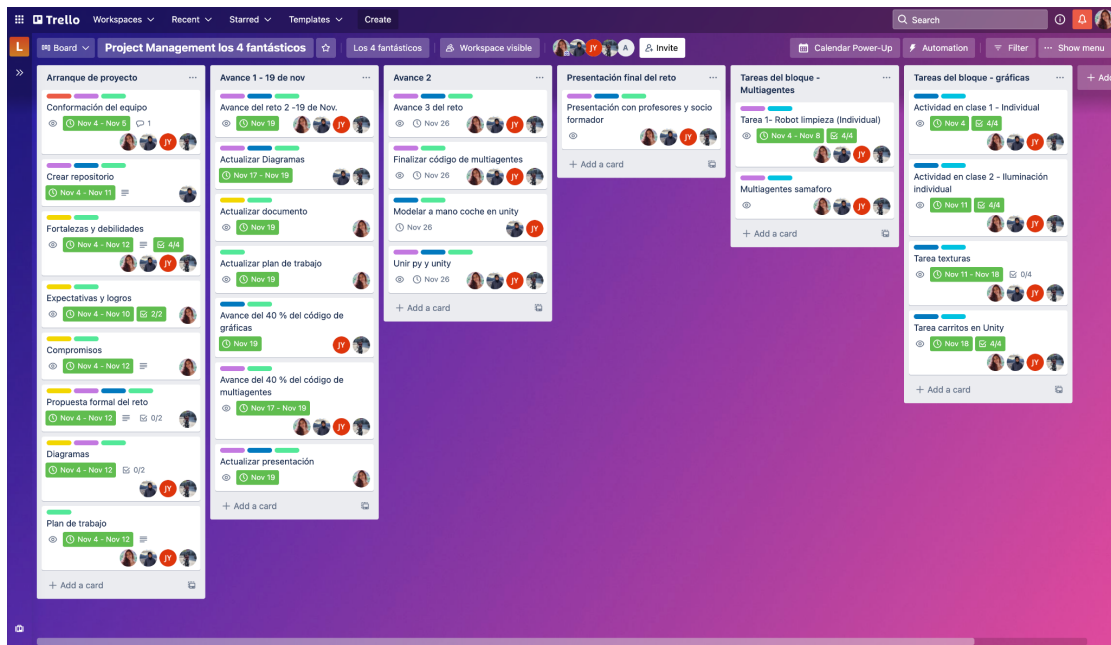 Trello
Workspaces
Recent
Starred
Templates
Create
Search
L
Board
Project Management los 4 fantásticos
Los 4 fantásticos
Workspace visible
JY
A
Invite
Calendar Power-Up
Automation
Filter
Show menu
Arranque de proyecto
Conformación del equipo
Nov 4 - Nov 5
1
JY
Crear repositorio
Nov 4 - Nov 11
Fortalezas y debilidades
Nov 4 - Nov 12
4/4
JY
Expectativas y logros
Nov 4 - Nov 10
2/2
Compromisos
Nov 4 - Nov 12
Propuesta formal del reto
Nov 4 - Nov 12
0/2
Diagramas
Nov 4 - Nov 12
0/2
JY
Plan de trabajo
Nov 4 - Nov 12
JY
+ Add a card
Avance 1 - 19 de nov
Avance del reto 2 -19 de Nov.
Nov 19
JY
Actualizar Diagramas
Nov 17 - Nov 19
Actualizar documento
Nov 19
Actualizar plan de trabajo
Nov 19
Avance del 40 % del código de
gráficas
Nov 19
JY
Avance del 40 % del código de
multiagentes
Nov 17 - Nov 19
JY
Actualizar presentación
Nov 19
+ Add a card
Avance 2
Avance 3 del reto
Nov 26
JY
Finalizar código de multiagentes
Nov 26
JY
Modelar a mano coche en unity
Nov 26
JY
Unir py y unity
Nov 26
JY
+ Add a card
Presentación final del reto
Presentación con profesores y socio
formador
JY
+ Add a card
Tareas del bloque -
Multiagentes
Tarea 1- Robot limpieza (Individual)
Nov 4 - Nov 8
4/4
JY
Multiagentes samaforo
JY
+ Add a card
Tareas del bloque - gráficas
Actividad en clase 1 - Individual
Nov 4
4/4
JY
Actividad en clase 2 - Iluminación
individual
Nov 11
4/4
JY
Tarea texturas
Nov 11 - Nov 18
0/4
JY
Tarea carritos en Unity
Nov 18
4/4
JY
+ Add a card
+ Add